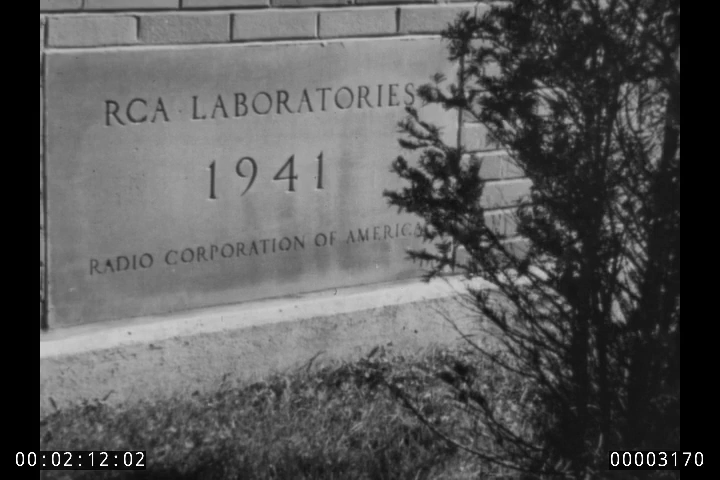 RCA LABORATORIES
1941
RADIO CORPORATION OF AMERICA
00:02:12:02
00003170